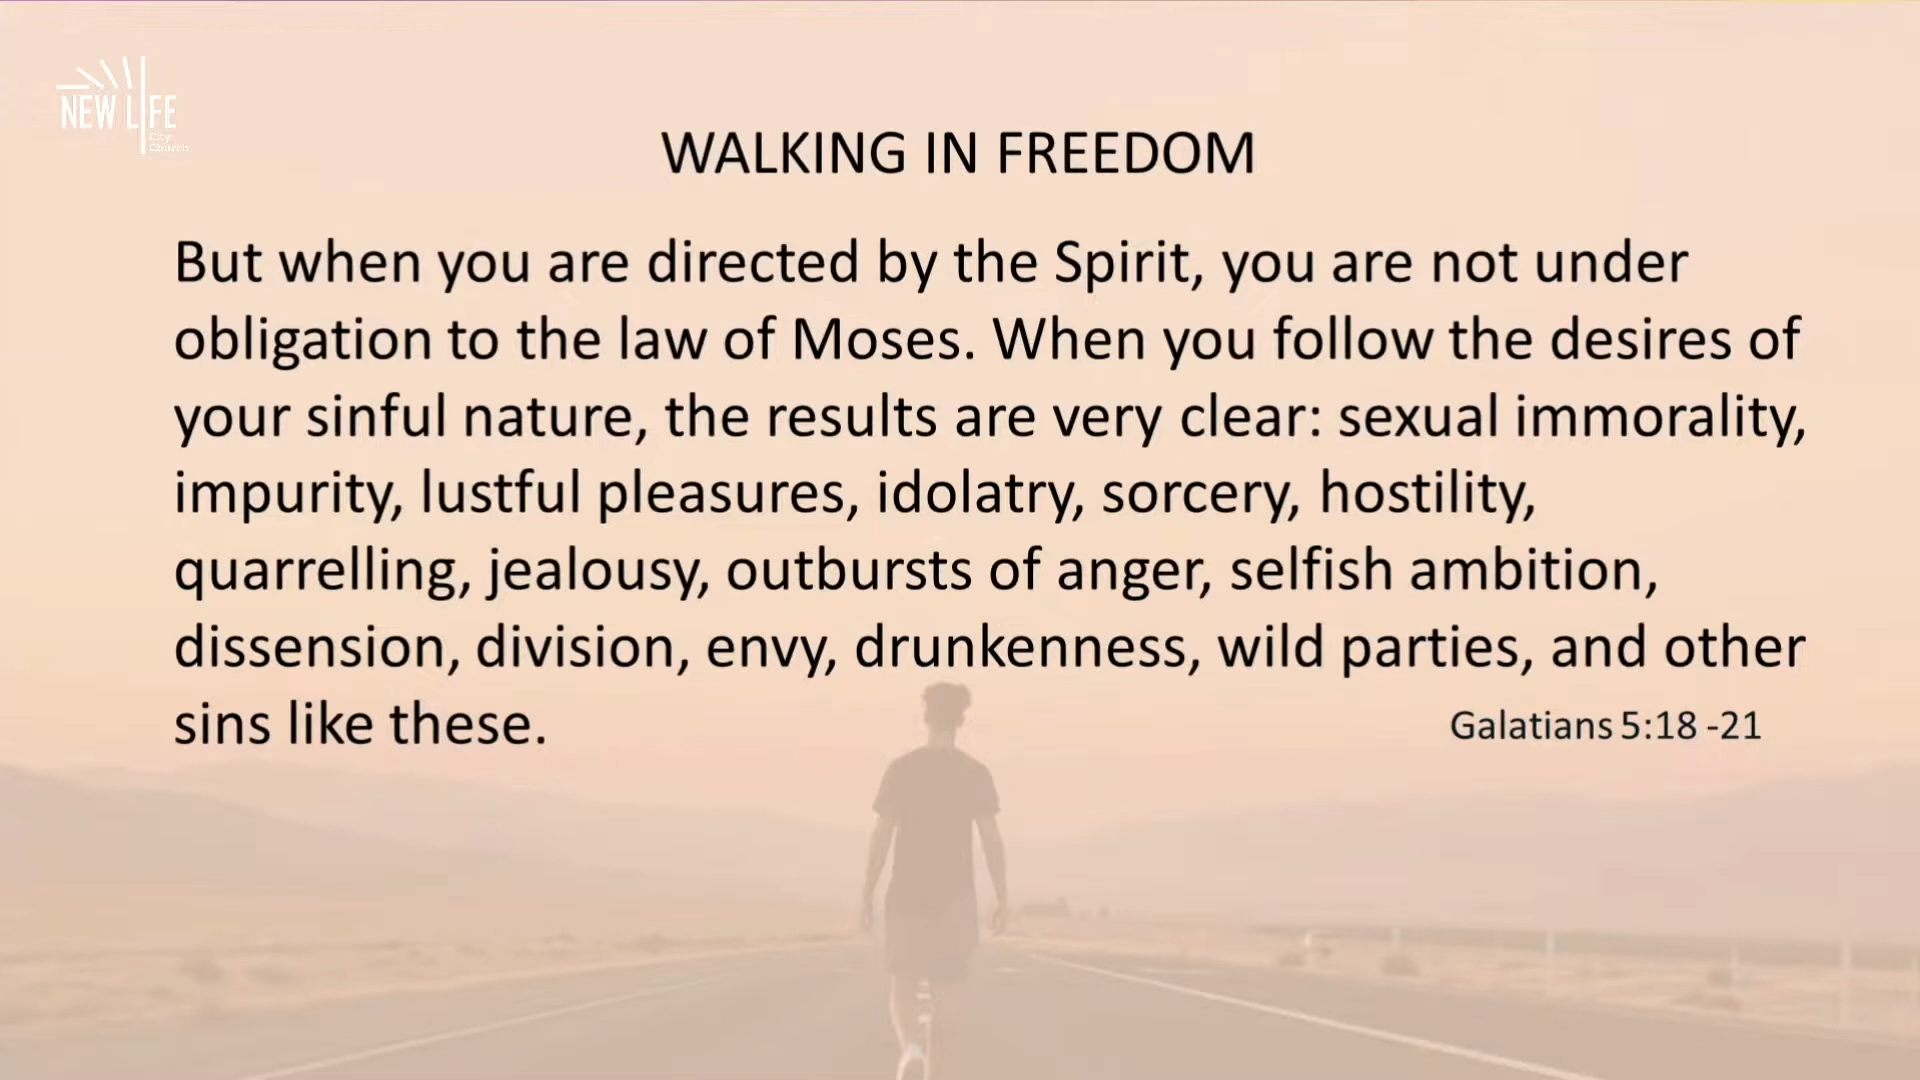 NEW LIFE
City
Church
WALKING IN FREEDOM
But when you are directed by the Spirit, you are not under
obligation to the law of Moses. When you follow the desires of
your sinful nature, the results are very clear: sexual immorality,
impurity, lustful pleasures, idolatry, sorcery, hostility,
quarrelling, jealousy, outbursts of anger, selfish ambition,
dissension, division, envy, drunkenness, wild parties, and other
sins like these.
Galatians 5:18 -21